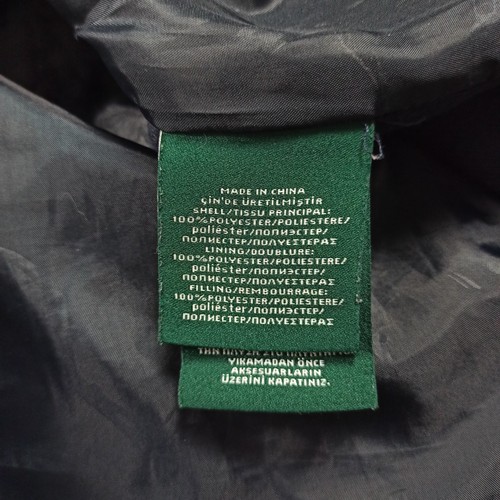 MADE IN CHINA
ÇİN'DE ÜRETİLMİŞTİR
SHELL/TISSU PRINCIPAL:
100%POLYESTER/POLIESTERE/
poliéster/ПОЛИЭСТЕР/
ПОЛИЕСТЕР/ΠΟΛΥΕΣΤΕΡΑΣ
LINING/DOUBLURE:
100%POLYESTER/POLIESTERE/
poliéster/ПОЛИЭСТЕР/
ПОЛИЕСТЕР/ΠΟΛΥΕΣΤΕΡΑΣ
FILLING/REMBOURRAGE:
100%POLYESTER/POLIESTERE/
poliéster/ПОЛИЭСТЕР/
ПОЛИЕСТЕР/ΠΟΛΥΕΣΤΕΡΑΣ
YIKAMADAN ÖNCE
AKSESUARLARIN
ÜZERİNİ KAPATINIZ.